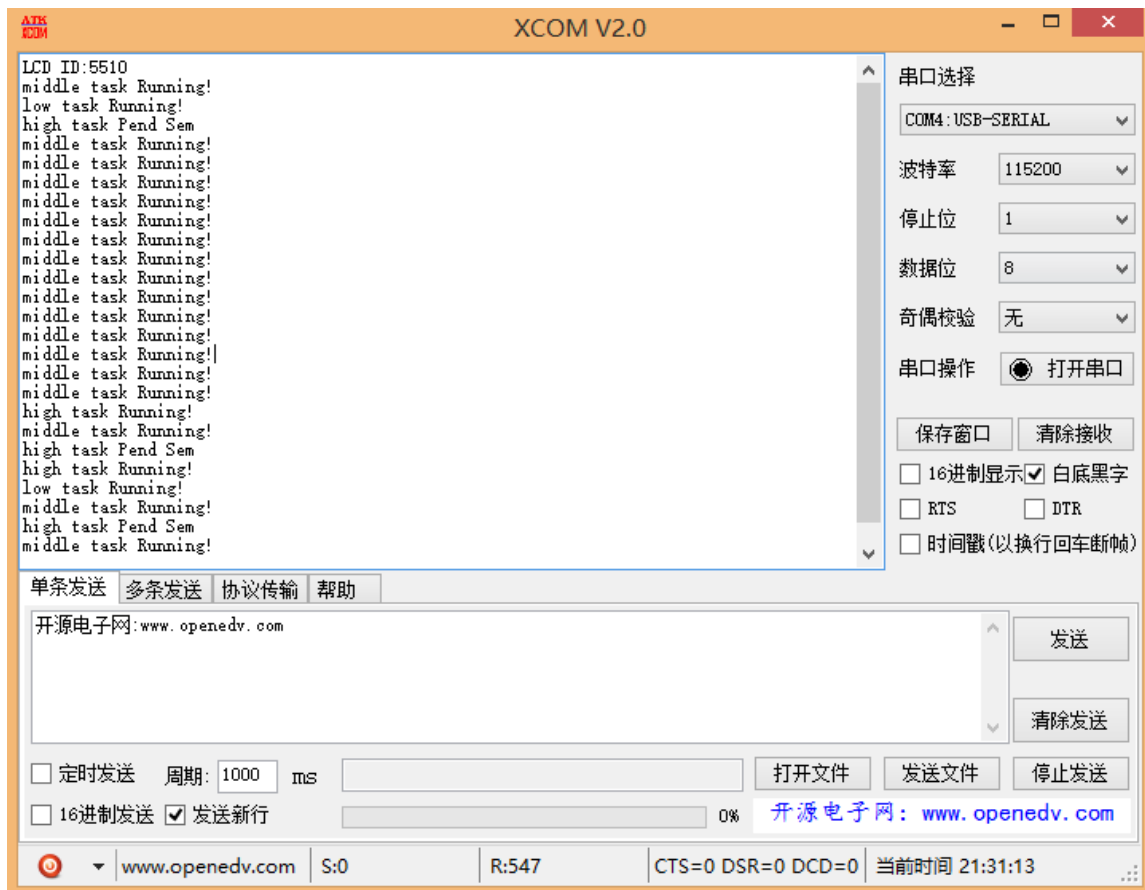 ATK
XCOM
XCOM V2.0
LCD ID:5510
middle task Running!
low task Running!
high task Pend Sem
middle task Running!
middle task Running!
middle task Running!
middle task Running!
middle task Running!
middle task Running!
middle task Running!
middle task Running!
middle task Running!
middle task Running!
middle task Running!
middle task Running!
middle task Running!
middle task Running!
high task Running!
middle task Running!
high task Pend Sem
high task Running!
low task Running!
middle task Running!
high task Pend Sem
middle task Running!
串口选择
COM4:USB-SERIAL
波特率 115200
停止位 1
数据位 8
奇偶校验 无
串口操作 打开串口
保存窗口 清除接收
16进制显示 白底黑字
RTS DTR
时间戳(以换行回车断帧)
单条发送 多条发送 协议传输 帮助
开源电子网:www.openedv.com
发送
清除发送
定时发送 周期: 1000 ms 打开文件 发送文件 停止发送
16进制发送 发送新行 0% 开源电子网: www.openedv.com
www.openedv.com S:0 R:547 CTS=0 DSR=0 DCD=0 当前时间 21:31:13